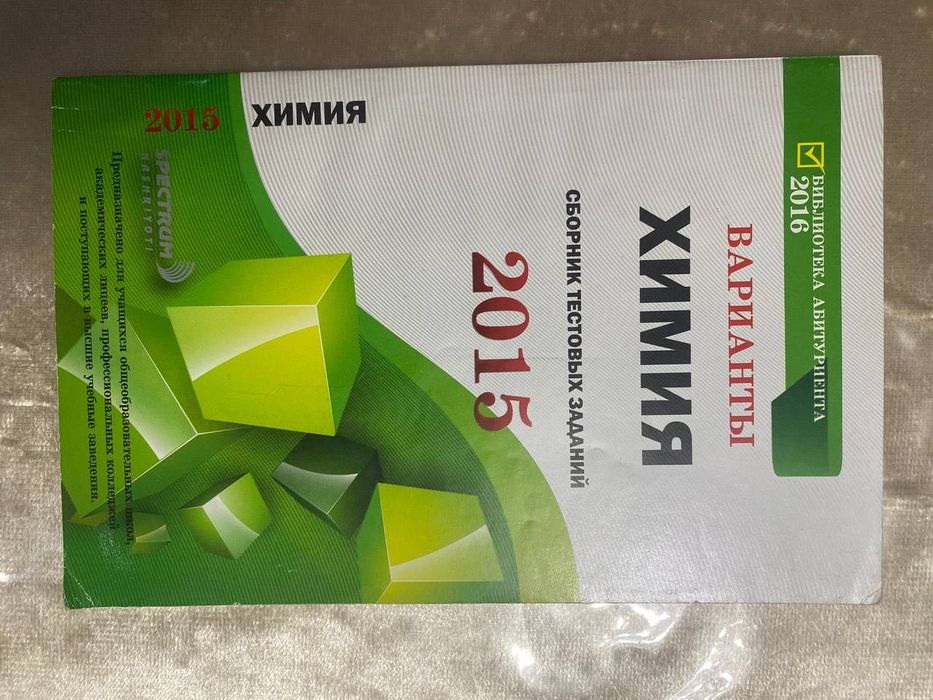 БИБЛИОТЕКА АБИТУРИЕНТА
2016
ВАРИАНТЫ
ХИМИЯ
СБОРНИК ТЕСТОВЫХ ЗАДАНИЙ
2015
2015
ХИМИЯ
SPECTRUM
NASHRIYOTI
Предназначено для учащихся общеобразовательных школ,
академических лицеев, профессиональных колледжей
и поступающих в высшие учебные заведения.